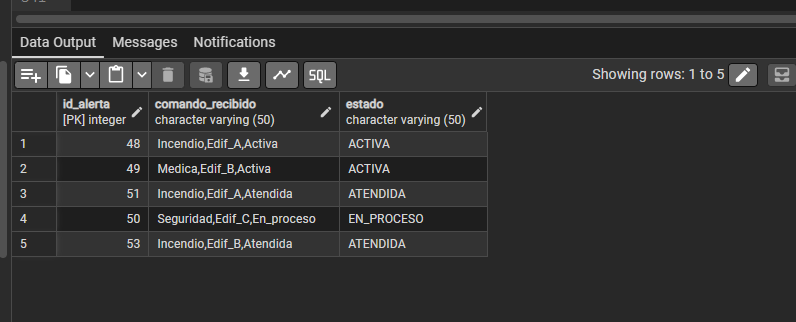 Data Output Messages Notifications
SQL Showing rows: 1 to 5
id_alerta comando_recibido estado
[PK] integer character varying (50) character varying (50)
1 48 Incendio,Edif_A,Activa ACTIVA
2 49 Medica,Edif_B,Activa ACTIVA
3 51 Incendio,Edif_A,Atendida ATENDIDA
4 50 Seguridad,Edif_C,En_proceso EN_PROCESO
5 53 Incendio,Edif_B,Atendida ATENDIDA